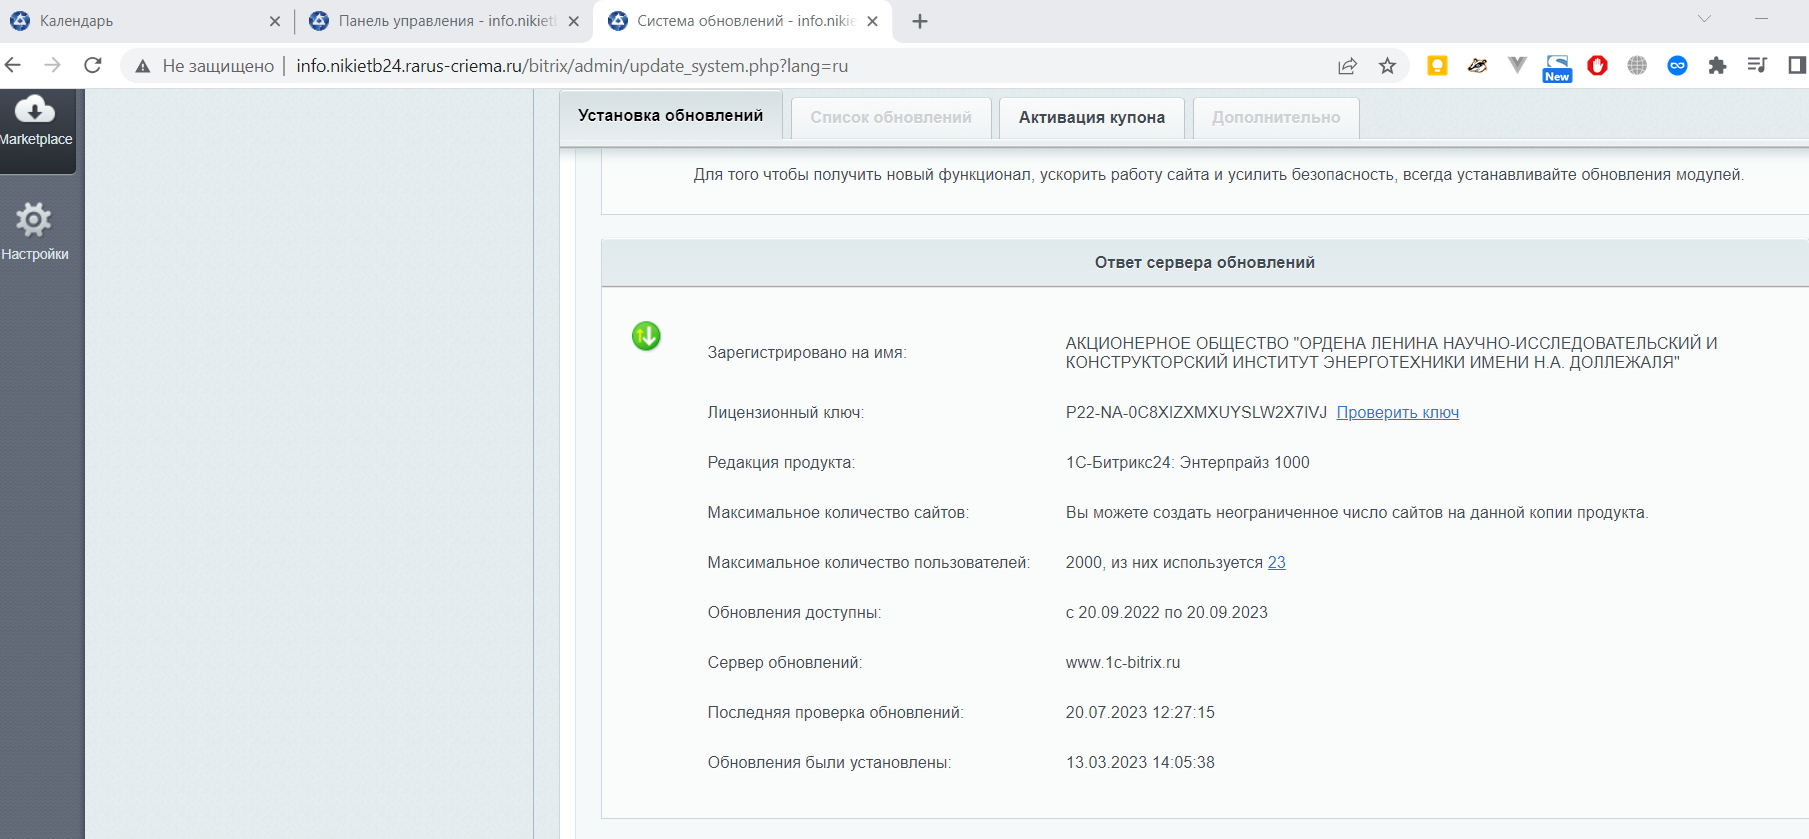 Календарь
Панель управления - info.nikiet
Система обновлений - info.nikie
Не защищено
info.nikietb24.rarus-criema.ru/bitrix/admin/update_system.php?lang=ru
New
Marketplace
Настройки
Установка обновлений
Список обновлений
Активация купона
Дополнительно
Для того чтобы получить новый функционал, ускорить работу сайта и усилить безопасность, всегда устанавливайте обновления модулей.
Ответ сервера обновлений
Зарегистрировано на имя:
АКЦИОНЕРНОЕ ОБЩЕСТВО "ОРДЕНА ЛЕНИНА НАУЧНО-ИССЛЕДОВАТЕЛЬСКИЙ И
КОНСТРУКТОРСКИЙ ИНСТИТУТ ЭНЕРГОТЕХНИКИ ИМЕНИ Н.А. ДОЛЛЕЖАЛЯ"
Лицензионный ключ:
P22-NA-0C8XIZXMXUYSLW2X7IVJ Проверить ключ
Редакция продукта:
1С-Битрикс24: Энтерпрайз 1000
Максимальное количество сайтов:
Вы можете создать неограниченное число сайтов на данной копии продукта.
Максимальное количество пользователей:
2000, из них используется 23
Обновления доступны:
с 20.09.2022 по 20.09.2023
Сервер обновлений:
www.1c-bitrix.ru
Последняя проверка обновлений:
20.07.2023 12:27:15
Обновления были установлены:
13.03.2023 14:05:38